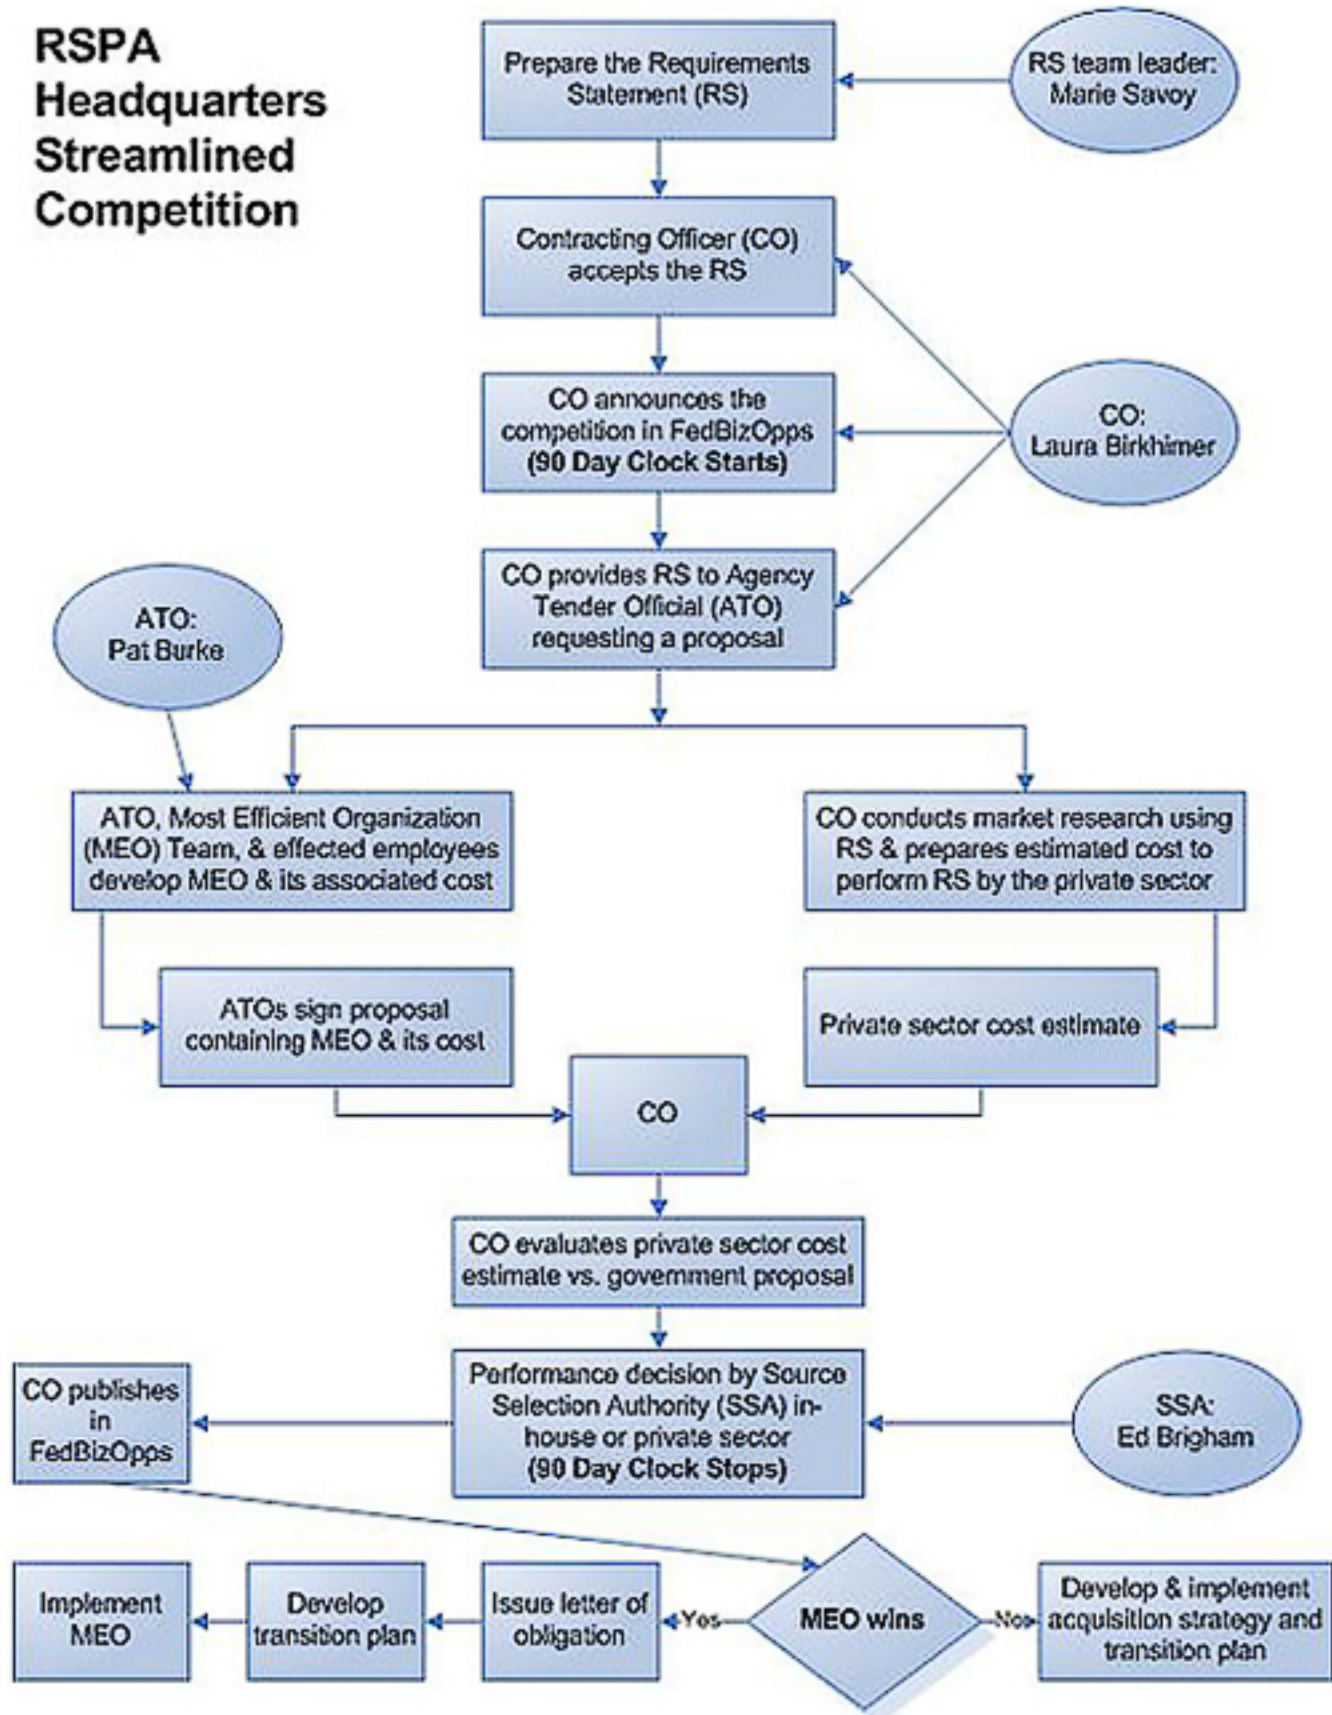 RSPA
Headquarters
Streamlined
Competition
Prepare the Requirements
Statement (RS)
RS team leader:
Marie Savoy
Contracting Officer (CO)
accepts the RS
CO announces the
competition in FedBizOpps
(90 Day Clock Starts)
CO:
Laura Birkhimer
CO provides RS to Agency
Tender Official (ATO)
requesting a proposal
ATO:
Pat Burke
ATO, Most Efficient Organization
(MEO) Team, & effected employees
develop MEO & its associated cost
CO conducts market research using
RS & prepares estimated cost to
perform RS by the private sector
ATOs sign proposal
containing MEO & its cost
Private sector cost estimate
CO
CO evaluates private sector cost
estimate vs. government proposal
CO publishes
in
FedBizOpps
Performance decision by Source
Selection Authority (SSA) in-
house or private sector
(90 Day Clock Stops)
SSA:
Ed Brigham
Implement
MEO
Develop
transition plan
Issue letter of
obligation
Yes
MEO wins
No
Develop & implement
acquisition strategy and
transition plan